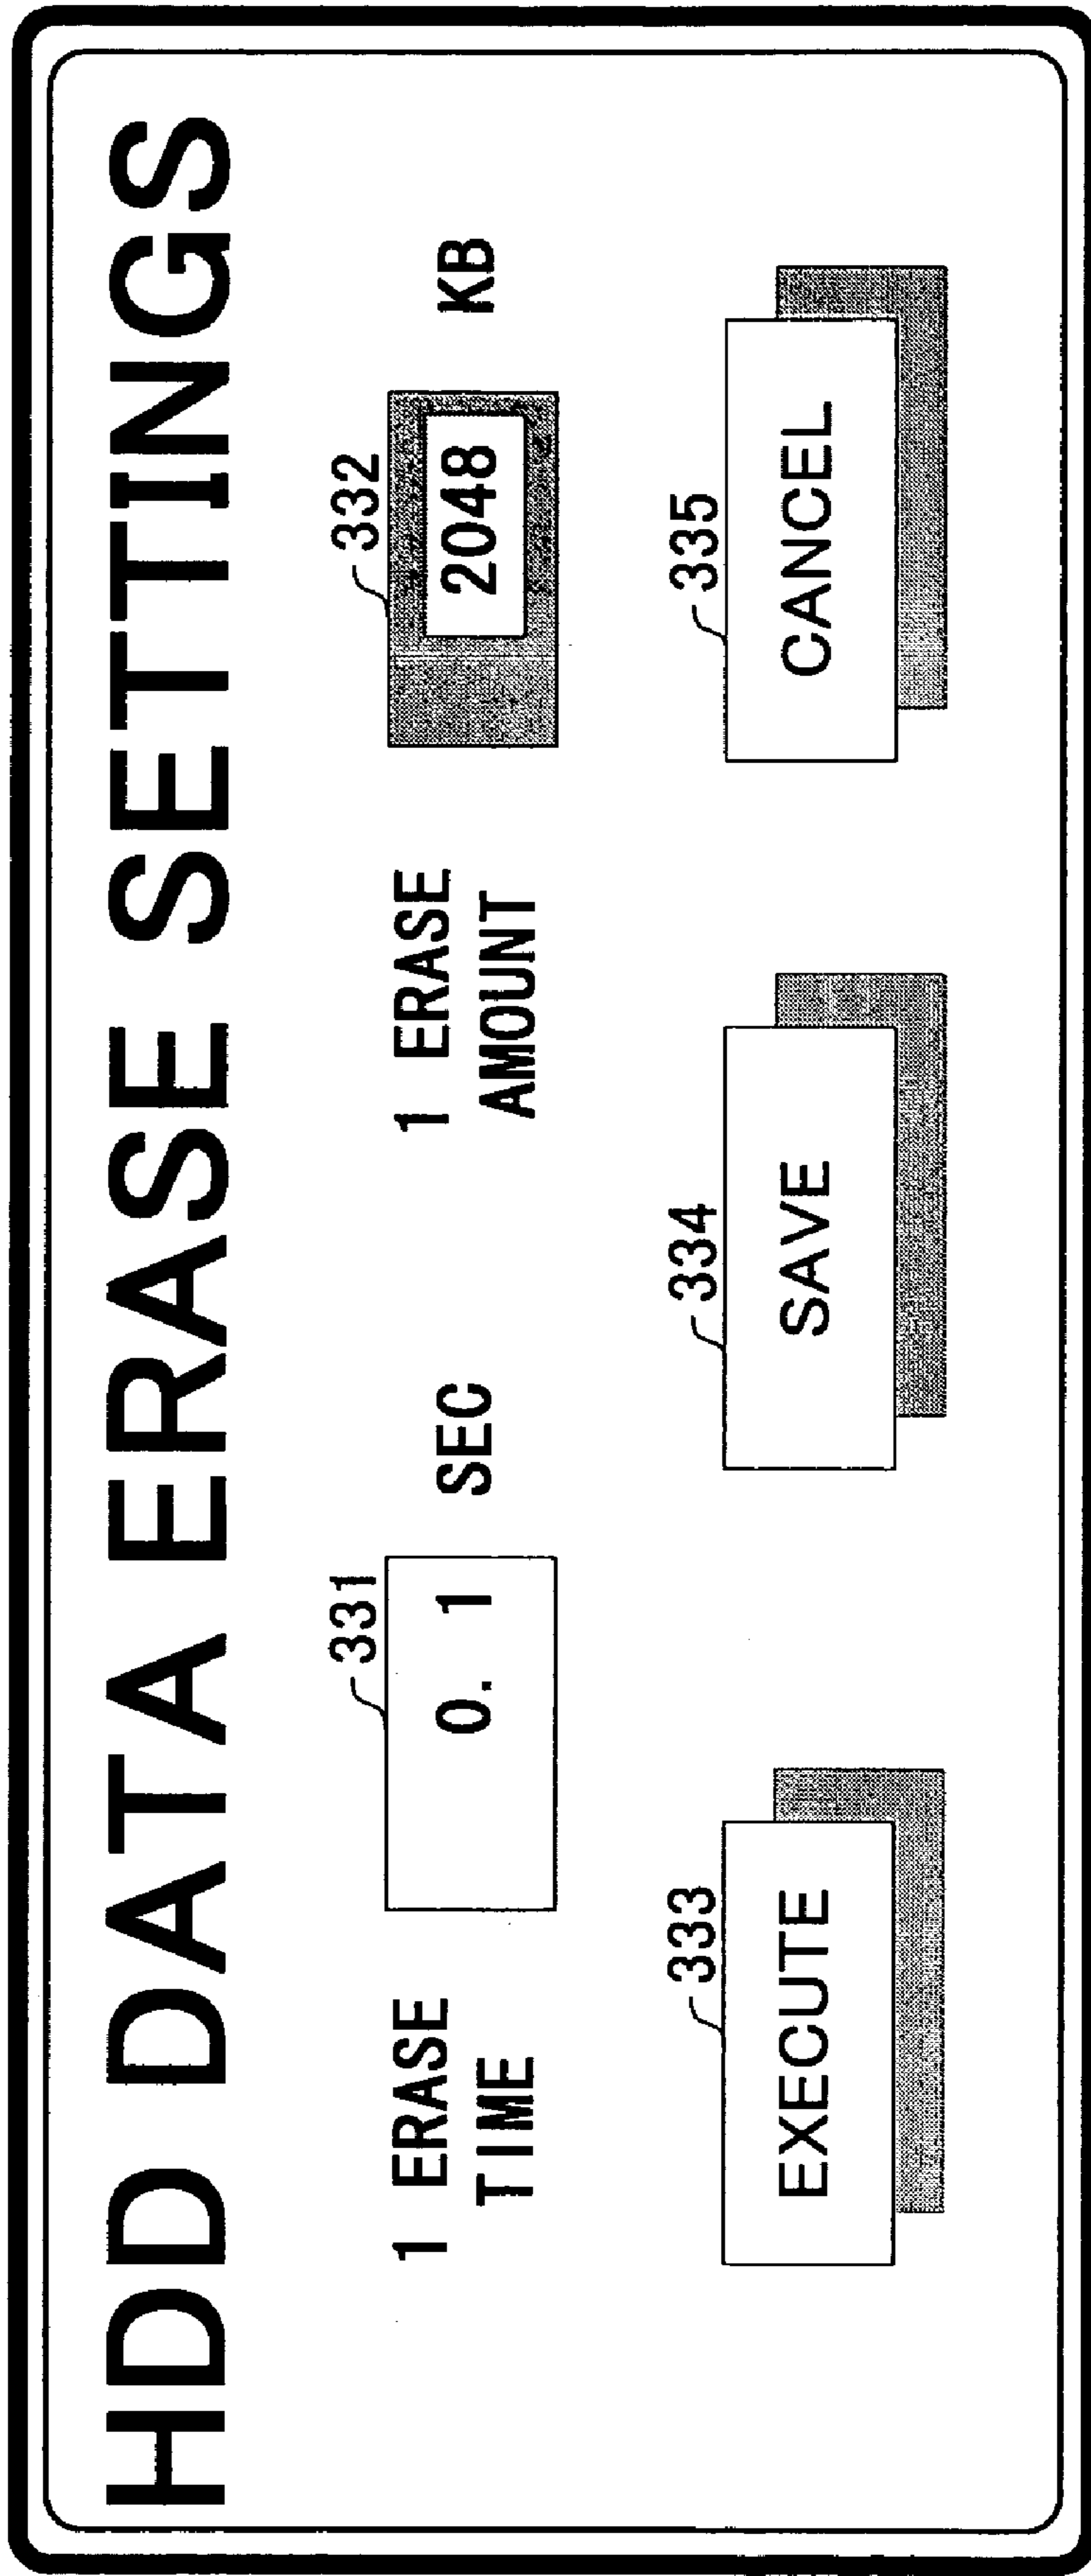 HDD DATA ERASE SETTINGS
331
332
1 ERASE
TIME
0. 1 SEC
1 ERASE
AMOUNT
2048 KB
333
334
335
EXECUTE
SAVE
CANCEL